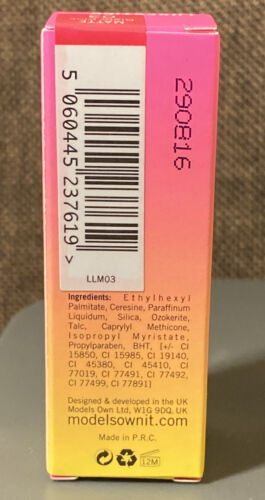 290816
5 060445 237619 >
LLM03
Ingredients: Ethylhexyl
Palmitate, Ceresine, Paraffinum
Liquidum, Silica, Ozokerite,
Talc, Caprylyl Methicone,
Isopropyl Myristate,
Propylparaben, BHT, [+/- CI
15850, CI 15985, CI 19140,
CI 45380, CI 45410, CI
77019, CI 77491, CI 77492,
CI 77499, CI 77891]
Designed & developed in the UK
Models Own Ltd, W1G 9DQ. UK
modelsownit.com
Made in P.R.C.
12M